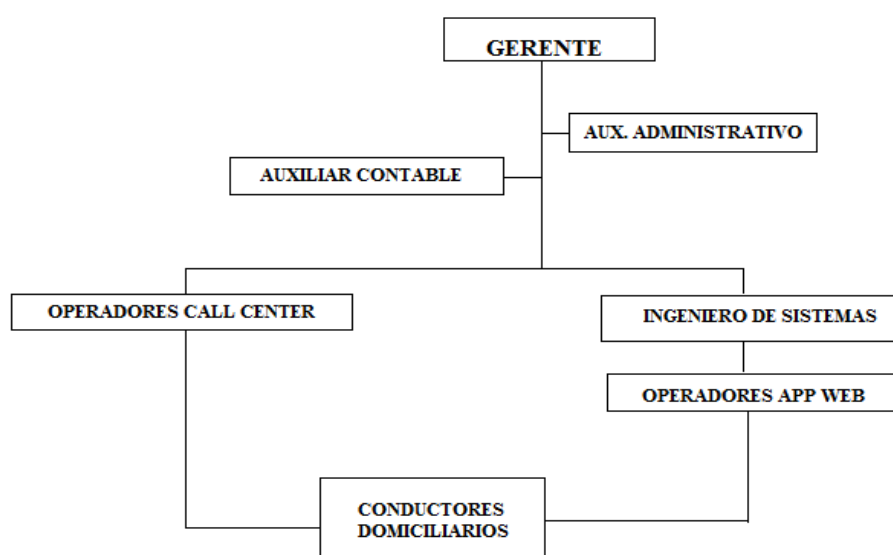 GERENTE
AUX. ADMINISTRATIVO
AUXILIAR CONTABLE
OPERADORES CALL CENTER
INGENIERO DE SISTEMAS
OPERADORES APP WEB
CONDUCTORES
DOMICILIARIOS